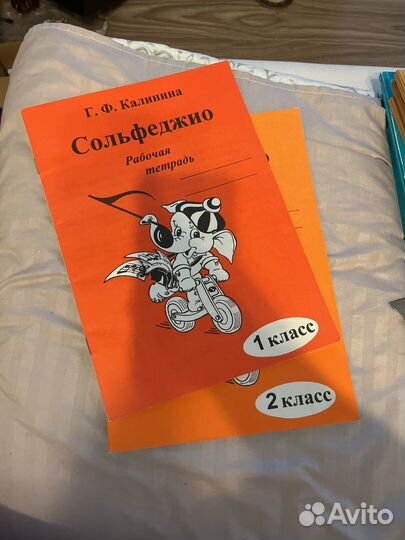 Г. Ф. Калинина
Сольфеджио
Рабочая
тетрадь
1 класс
2 класс
Avito